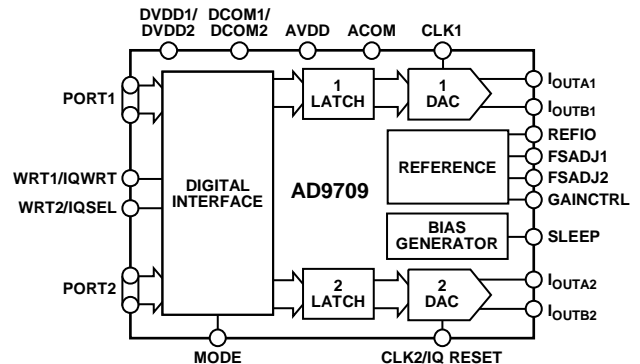 DVDD1/
DVDD2
DCOM1/
DCOM2
AVDD
ACOM
CLK1
PORT1
1
LATCH
1
DAC
IOUTA1
IOUTB1
REFIO
REFERENCE
FSADJ1
FSADJ2
GAINCTRL
WRT1/IQWRT
WRT2/IQSEL
DIGITAL
INTERFACE
AD9709
BIAS
GENERATOR
SLEEP
PORT2
2
LATCH
2
DAC
IOUTA2
IOUTB2
MODE
CLK2/IQ RESET